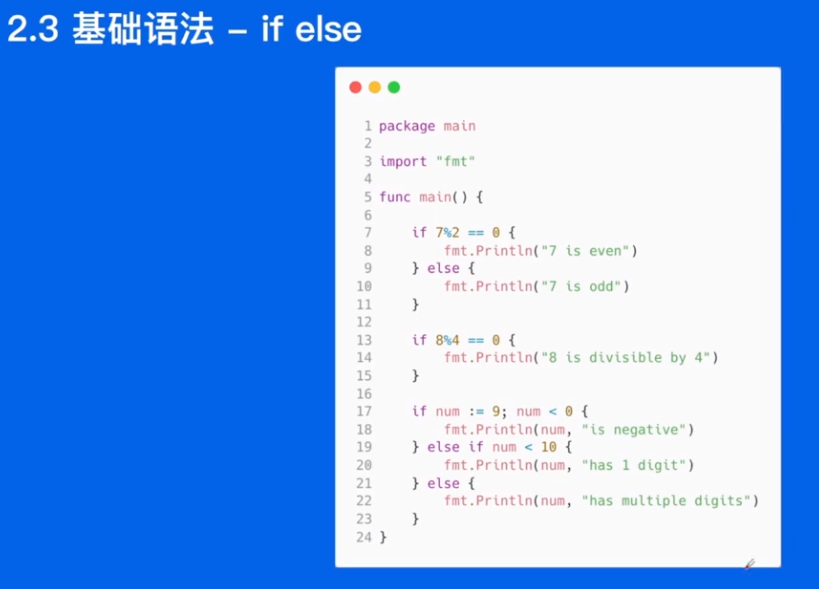 2.3 基础语法 – if else
1 package main
2
3 import "fmt"
4
5 func main() {
6
7     if 7%2 == 0 {
8         fmt.Println("7 is even")
9     } else {
10         fmt.Println("7 is odd")
11     }
12
13     if 8%4 == 0 {
14         fmt.Println("8 is divisible by 4")
15     }
16
17     if num := 9; num < 0 {
18         fmt.Println(num, "is negative")
19     } else if num < 10 {
20         fmt.Println(num, "has 1 digit")
21     } else {
22         fmt.Println(num, "has multiple digits")
23     }
24 }